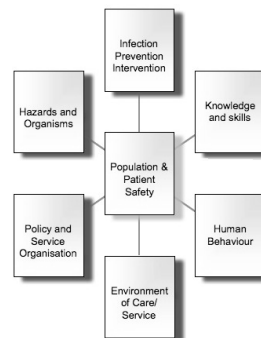 Infection
Prevention
Intervention
Hazards and
Organisms
Knowledge
and skills
Population &
Patient
Safety
Policy and
Service
Organisation
Human
Behaviour
Environment
of Care/
Service